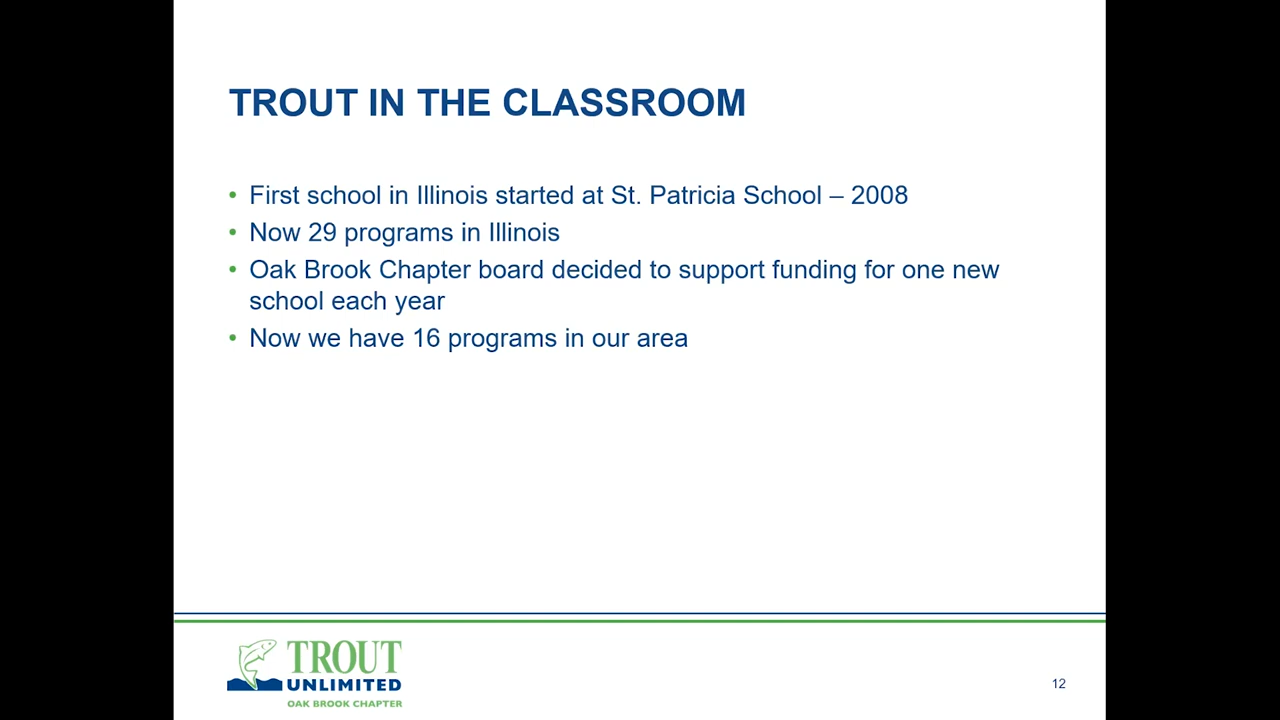 TROUT IN THE CLASSROOM
• First school in Illinois started at St. Patricia School – 2008
• Now 29 programs in Illinois
• Oak Brook Chapter board decided to support funding for one new
school each year
• Now we have 16 programs in our area
TROUT
UNLIMITED
OAK BROOK CHAPTER
12